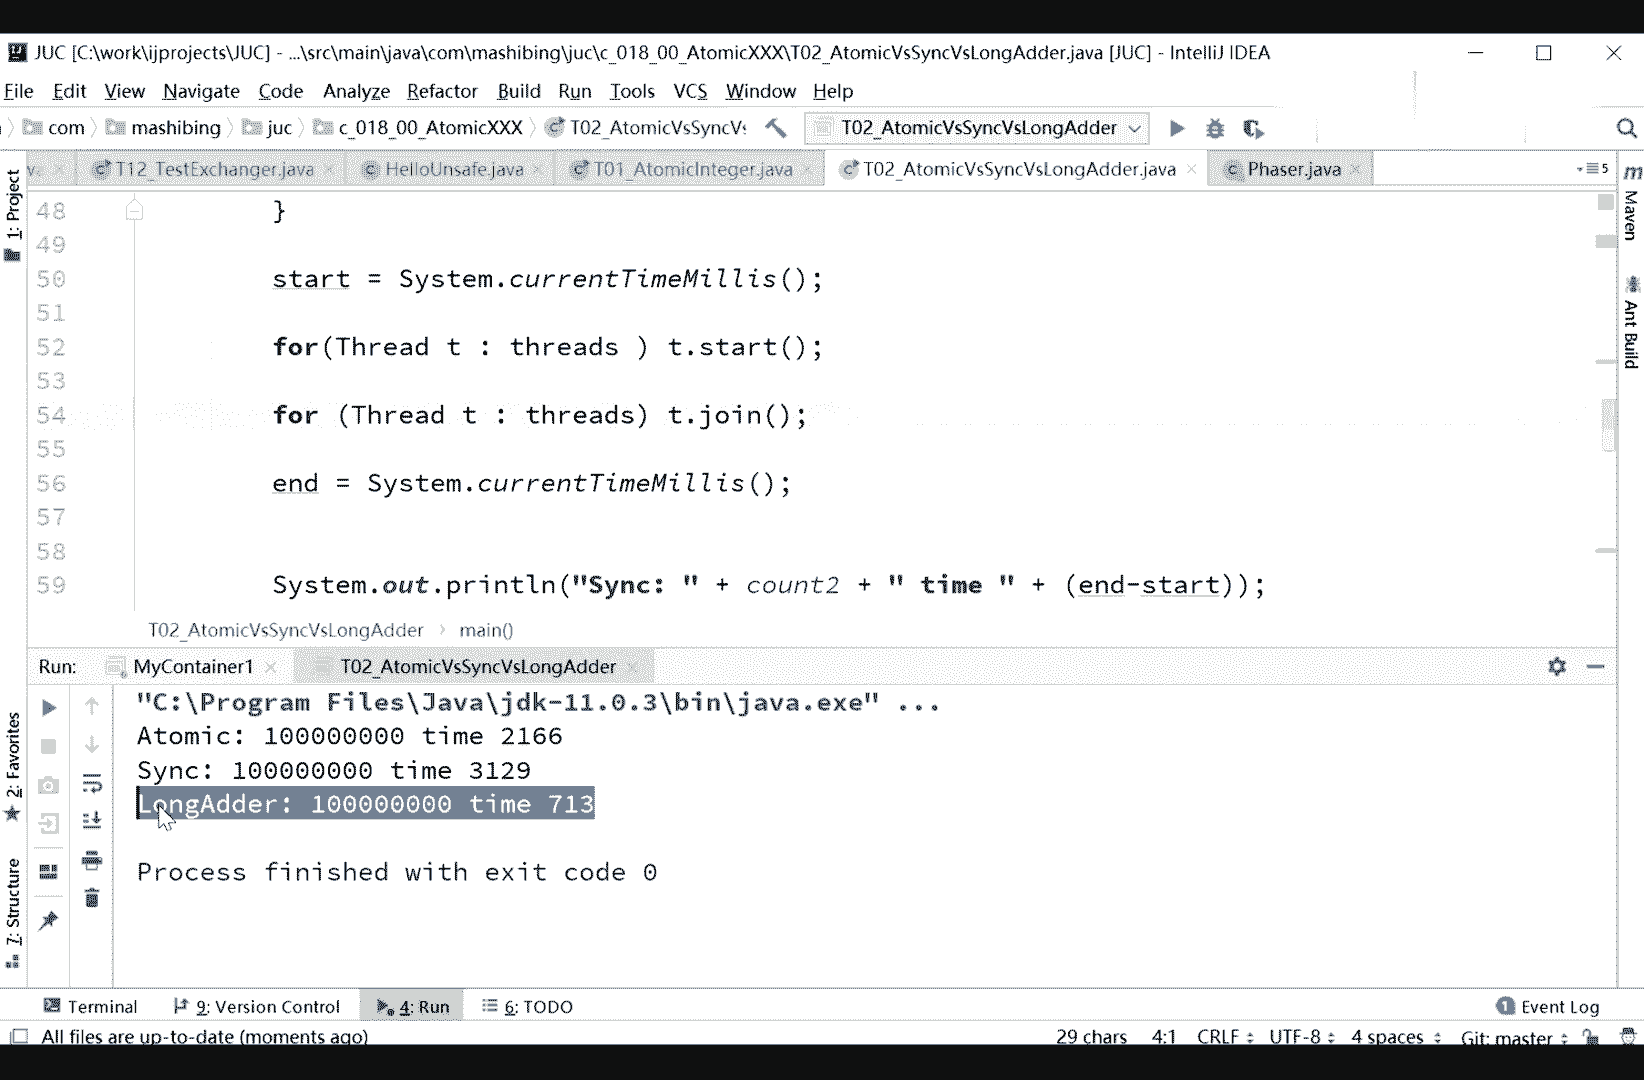 JUC [C:\work\ijprojects\JUC] - ...\src\main\java\com\mashibing\juc\c_018_00_AtomicXXX\T02_AtomicVsSyncVsLongAdder.java [JUC] - IntelliJ IDEA
File Edit View Navigate Code Analyze Refactor Build Run Tools VCS Window Help
com mashibing juc c_018_00_AtomicXXX T02_AtomicVsSyncVs T02_AtomicVsSyncVsLongAdder
T12_TestExchanger.java HelloUnsafe.java T01_AtomicInteger.java T02_AtomicVsSyncVsLongAdder.java Phaser.java 5
1: Project
Maven
Ant Build
48 }
49
50 start = System.currentTimeMillis();
51
52 for(Thread t : threads ) t.start();
53
54 for (Thread t : threads) t.join();
55
56 end = System.currentTimeMillis();
57
58
59 System.out.println("Sync: " + count2 + " time " + (end-start));
T02_AtomicVsSyncVsLongAdder main()
Run: MyContainer1 T02_AtomicVsSyncVsLongAdder
"C:\Program Files\Java\jdk-11.0.3\bin\java.exe" ...
Atomic: 100000000 time 2166
Sync: 100000000 time 3129
LongAdder: 100000000 time 713
Process finished with exit code 0
2: Favorites
7: Structure
Terminal 9: Version Control 4: Run 6: TODO 1 Event Log
All files are up-to-date (moments ago) 29 chars 4:1 CRLF UTF-8 4 spaces Git: master